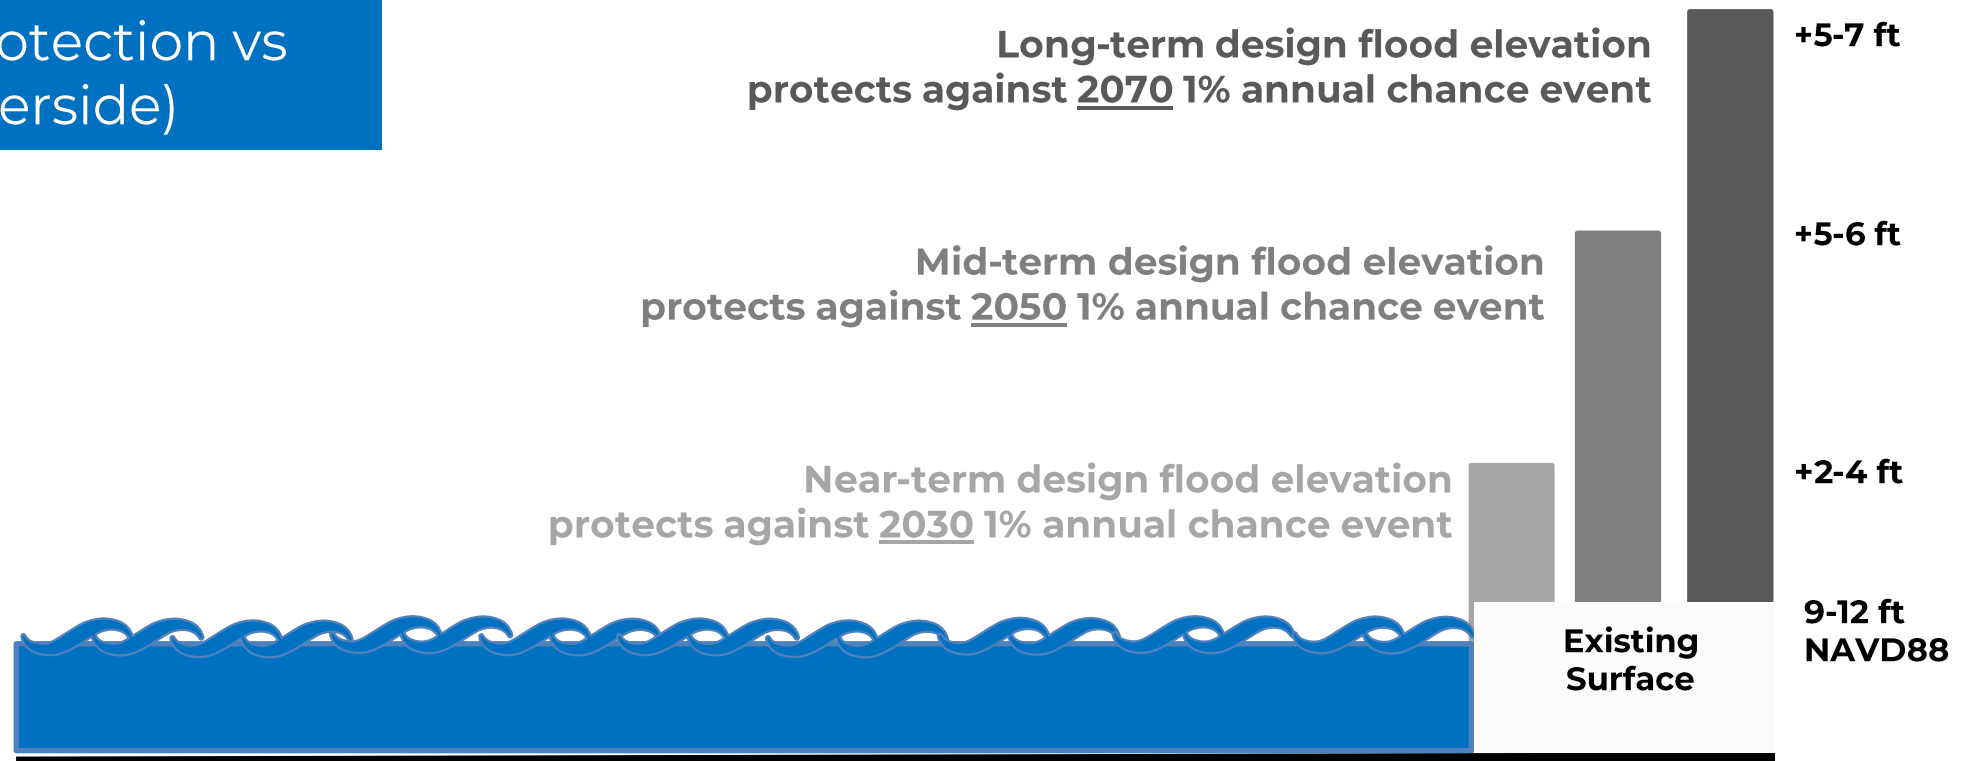 otection vs
erside)
Long-term design flood elevation
protects against 2070 1% annual chance event
+5-7 ft
Mid-term design flood elevation
protects against 2050 1% annual chance event
+5-6 ft
Near-term design flood elevation
protects against 2030 1% annual chance event
+2-4 ft
Existing
Surface
9-12 ft
NAVD88